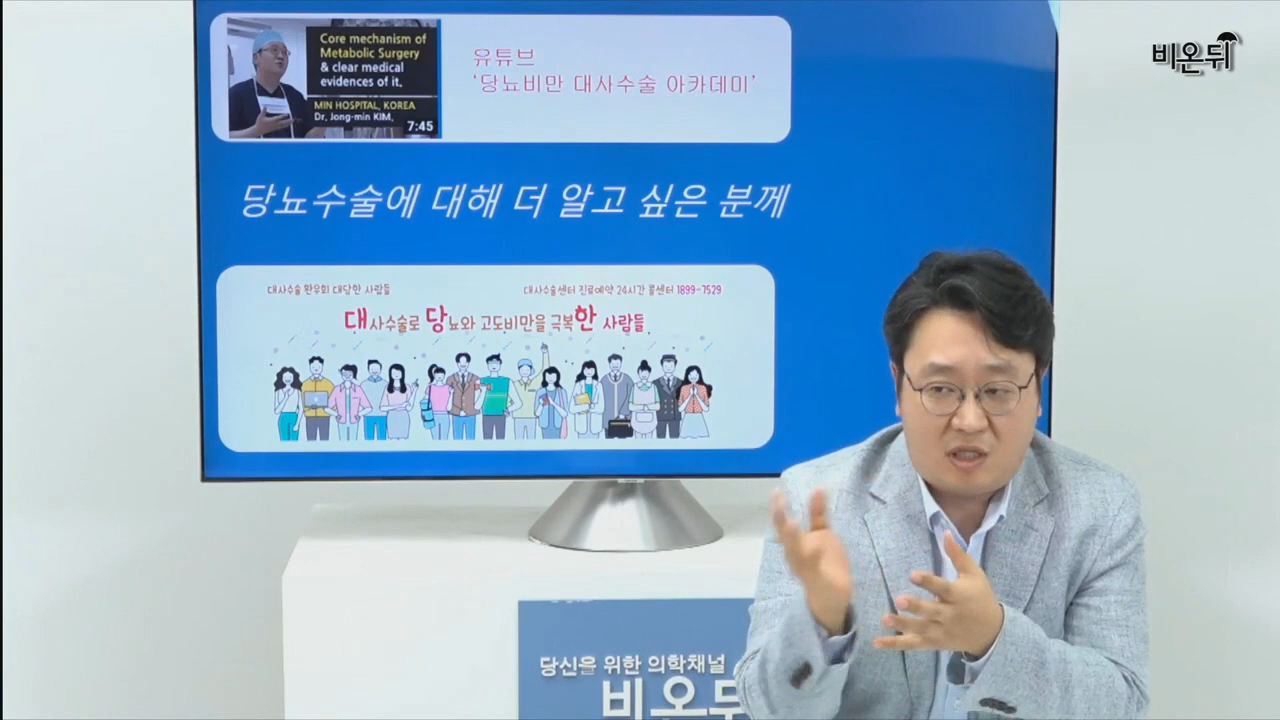 Core mechanism of
Metabolic Surgery
& clear medical
evidences of it.
MIN HOSPITAL, KOREA
Dr. Jong-min KIM.
7:45
유튜브
‘당뇨비만 대사수술 아카데미’
비온뒤
당뇨수술에 대해 더 알고 싶은 분께
대사수술 환우회 대당한 사람들
대사수술센터 진료예약 24시간 콜센터 1899-7529
대사수술로 당뇨와 고도비만을 극복한 사람들
당신을 위한 의학채널
비온뒤